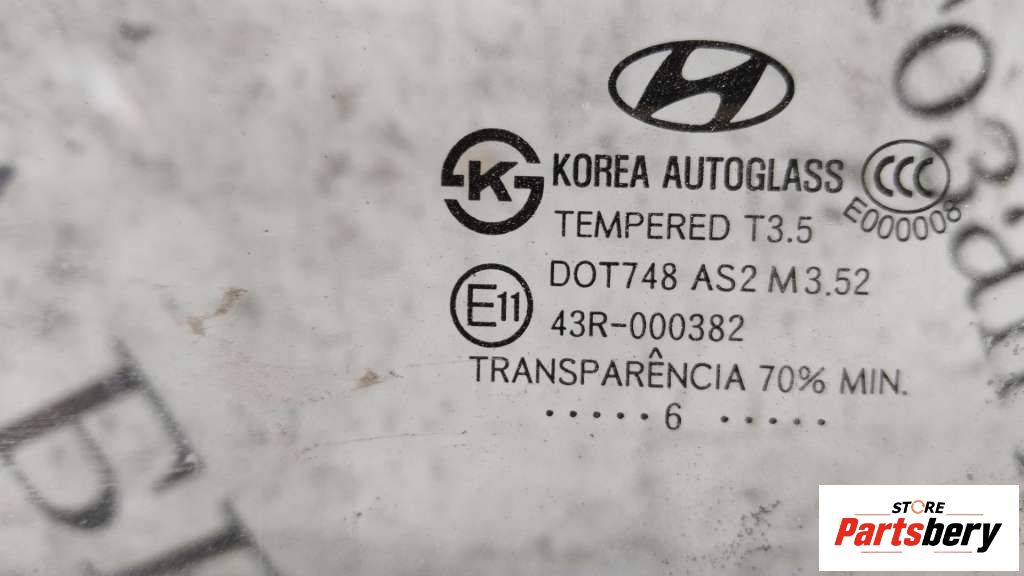 K
KOREA AUTOGLASS
CCC
E000008
TEMPERED T3.5
DOT748 AS2 M3.52
E11
43R-000382
TRANSPARÊNCIA 70% MIN.
·····6 ·····
STORE
Partsbery